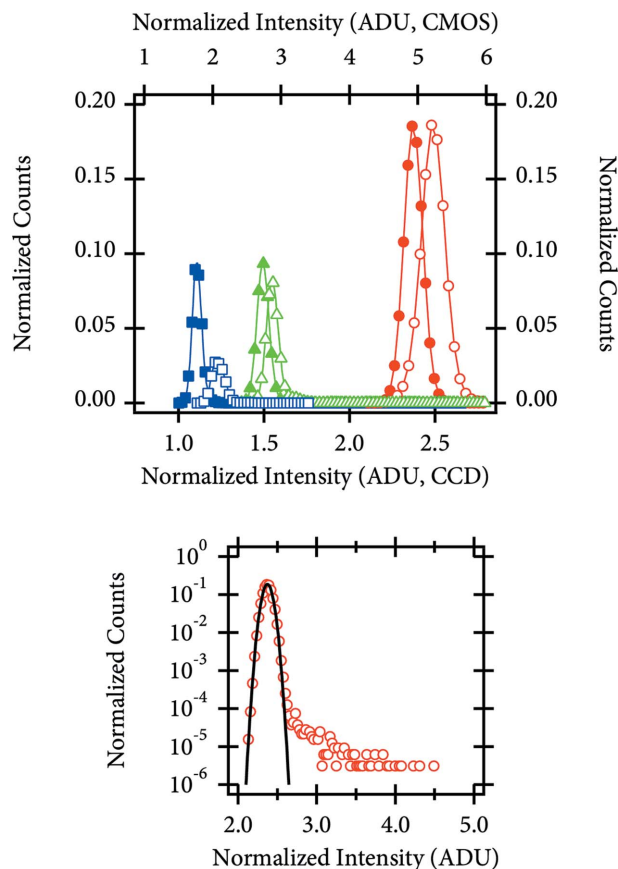 Normalized Intensity (ADU, CMOS)
1 2 3 4 5 6
0.20 0.20
0.15 0.15
0.10 0.10
0.05 0.05
0.00 0.00
Normalized Counts
Normalized Counts
1.0 1.5 2.0 2.5
Normalized Intensity (ADU, CCD)
10^0
10^-1
10^-2
10^-3
10^-4
10^-5
10^-6
Normalized Counts
2.0 3.0 4.0 5.0
Normalized Intensity (ADU)